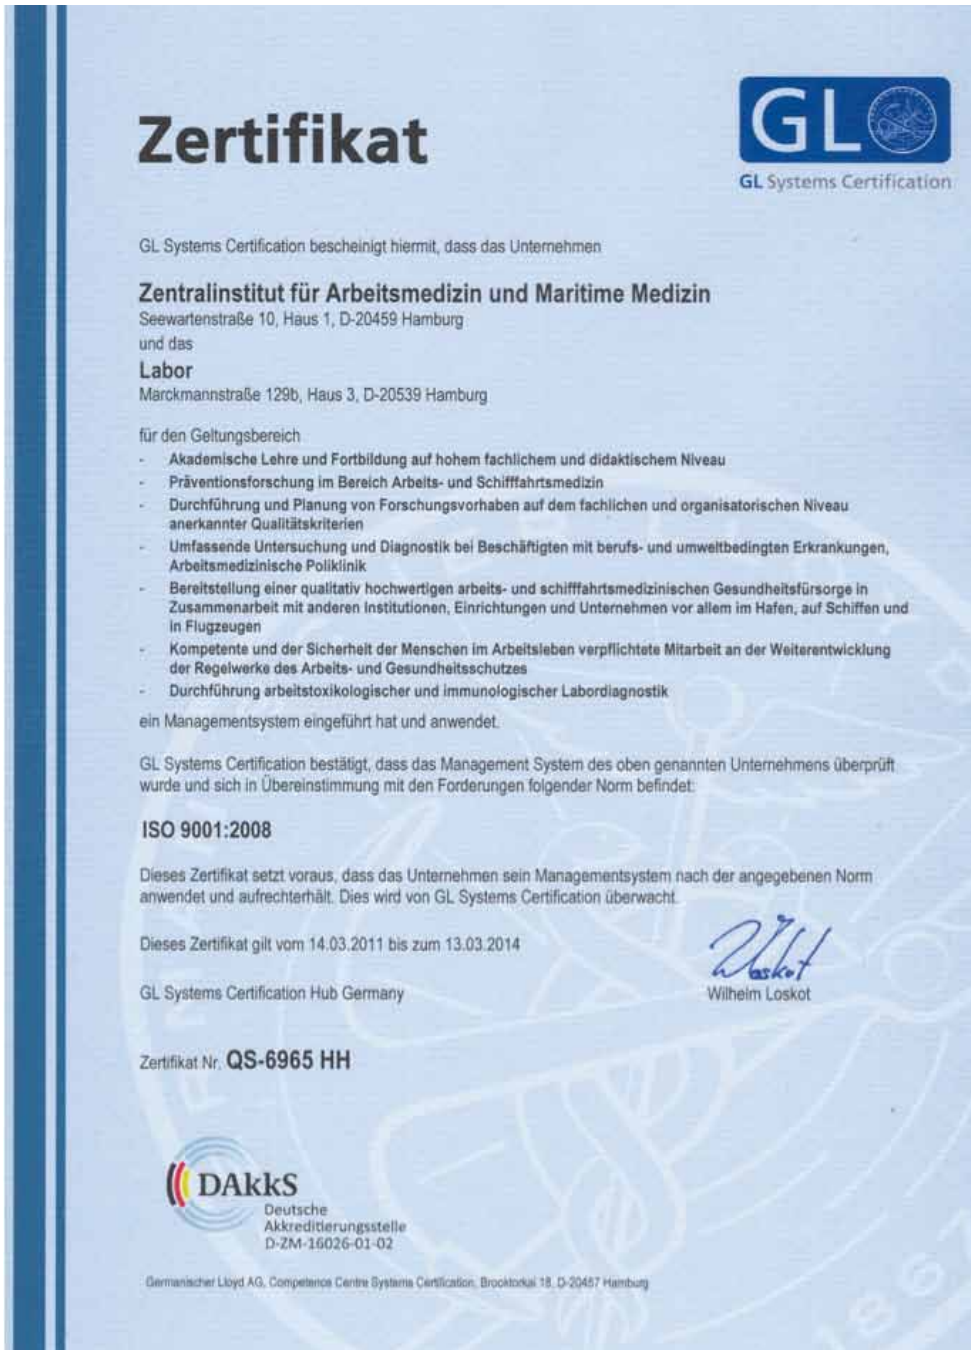 Zertifikat
GL
GL Systems Certification
GL Systems Certification bescheinigt hiermit, dass das Unternehmen
Zentralinstitut für Arbeitsmedizin und Maritime Medizin
Seewartenstraße 10, Haus 1, D-20459 Hamburg
und das
Labor
Marckmannstraße 129b, Haus 3, D-20539 Hamburg
für den Geltungsbereich
- Akademische Lehre und Fortbildung auf hohem fachlichem und didaktischem Niveau
- Präventionsforschung im Bereich Arbeits- und Schifffahrtsmedizin
- Durchführung und Planung von Forschungsvorhaben auf dem fachlichen und organisatorischen Niveau
anerkannter Qualitätskriterien
- Umfassende Untersuchung und Diagnostik bei Beschäftigten mit berufs- und umweltbedingten Erkrankungen,
Arbeitsmedizinische Poliklinik
- Bereitstellung einer qualitativ hochwertigen arbeits- und schifffahrtsmedizinischen Gesundheitsfürsorge in
Zusammenarbeit mit anderen Institutionen, Einrichtungen und Unternehmen vor allem im Hafen, auf Schiffen und
in Flugzeugen
- Kompetente und der Sicherheit der Menschen im Arbeitsleben verpflichtete Mitarbeit an der Weiterentwicklung
der Regelwerke des Arbeits- und Gesundheitsschutzes
- Durchführung arbeitstoxikologischer und immunologischer Labordiagnostik
ein Managementsystem eingeführt hat und anwendet.
GL Systems Certification bestätigt, dass das Management System des oben genannten Unternehmens überprüft
wurde und sich in Übereinstimmung mit den Forderungen folgender Norm befindet:
ISO 9001:2008
Dieses Zertifikat setzt voraus, dass das Unternehmen sein Managementsystem nach der angegebenen Norm
anwendet und aufrechterhält. Dies wird von GL Systems Certification überwacht.
Dieses Zertifikat gilt vom 14.03.2011 bis zum 13.03.2014
GL Systems Certification Hub Germany
Wilhelm Loskot
Zertifikat Nr. QS-6965 HH
DAkkS
Deutsche
Akkreditierungsstelle
D-ZM-16026-01-02
Germanischer Lloyd AG, Competence Centre Systems Certification, Brooktorkai 18, D-20457 Hamburg
1867